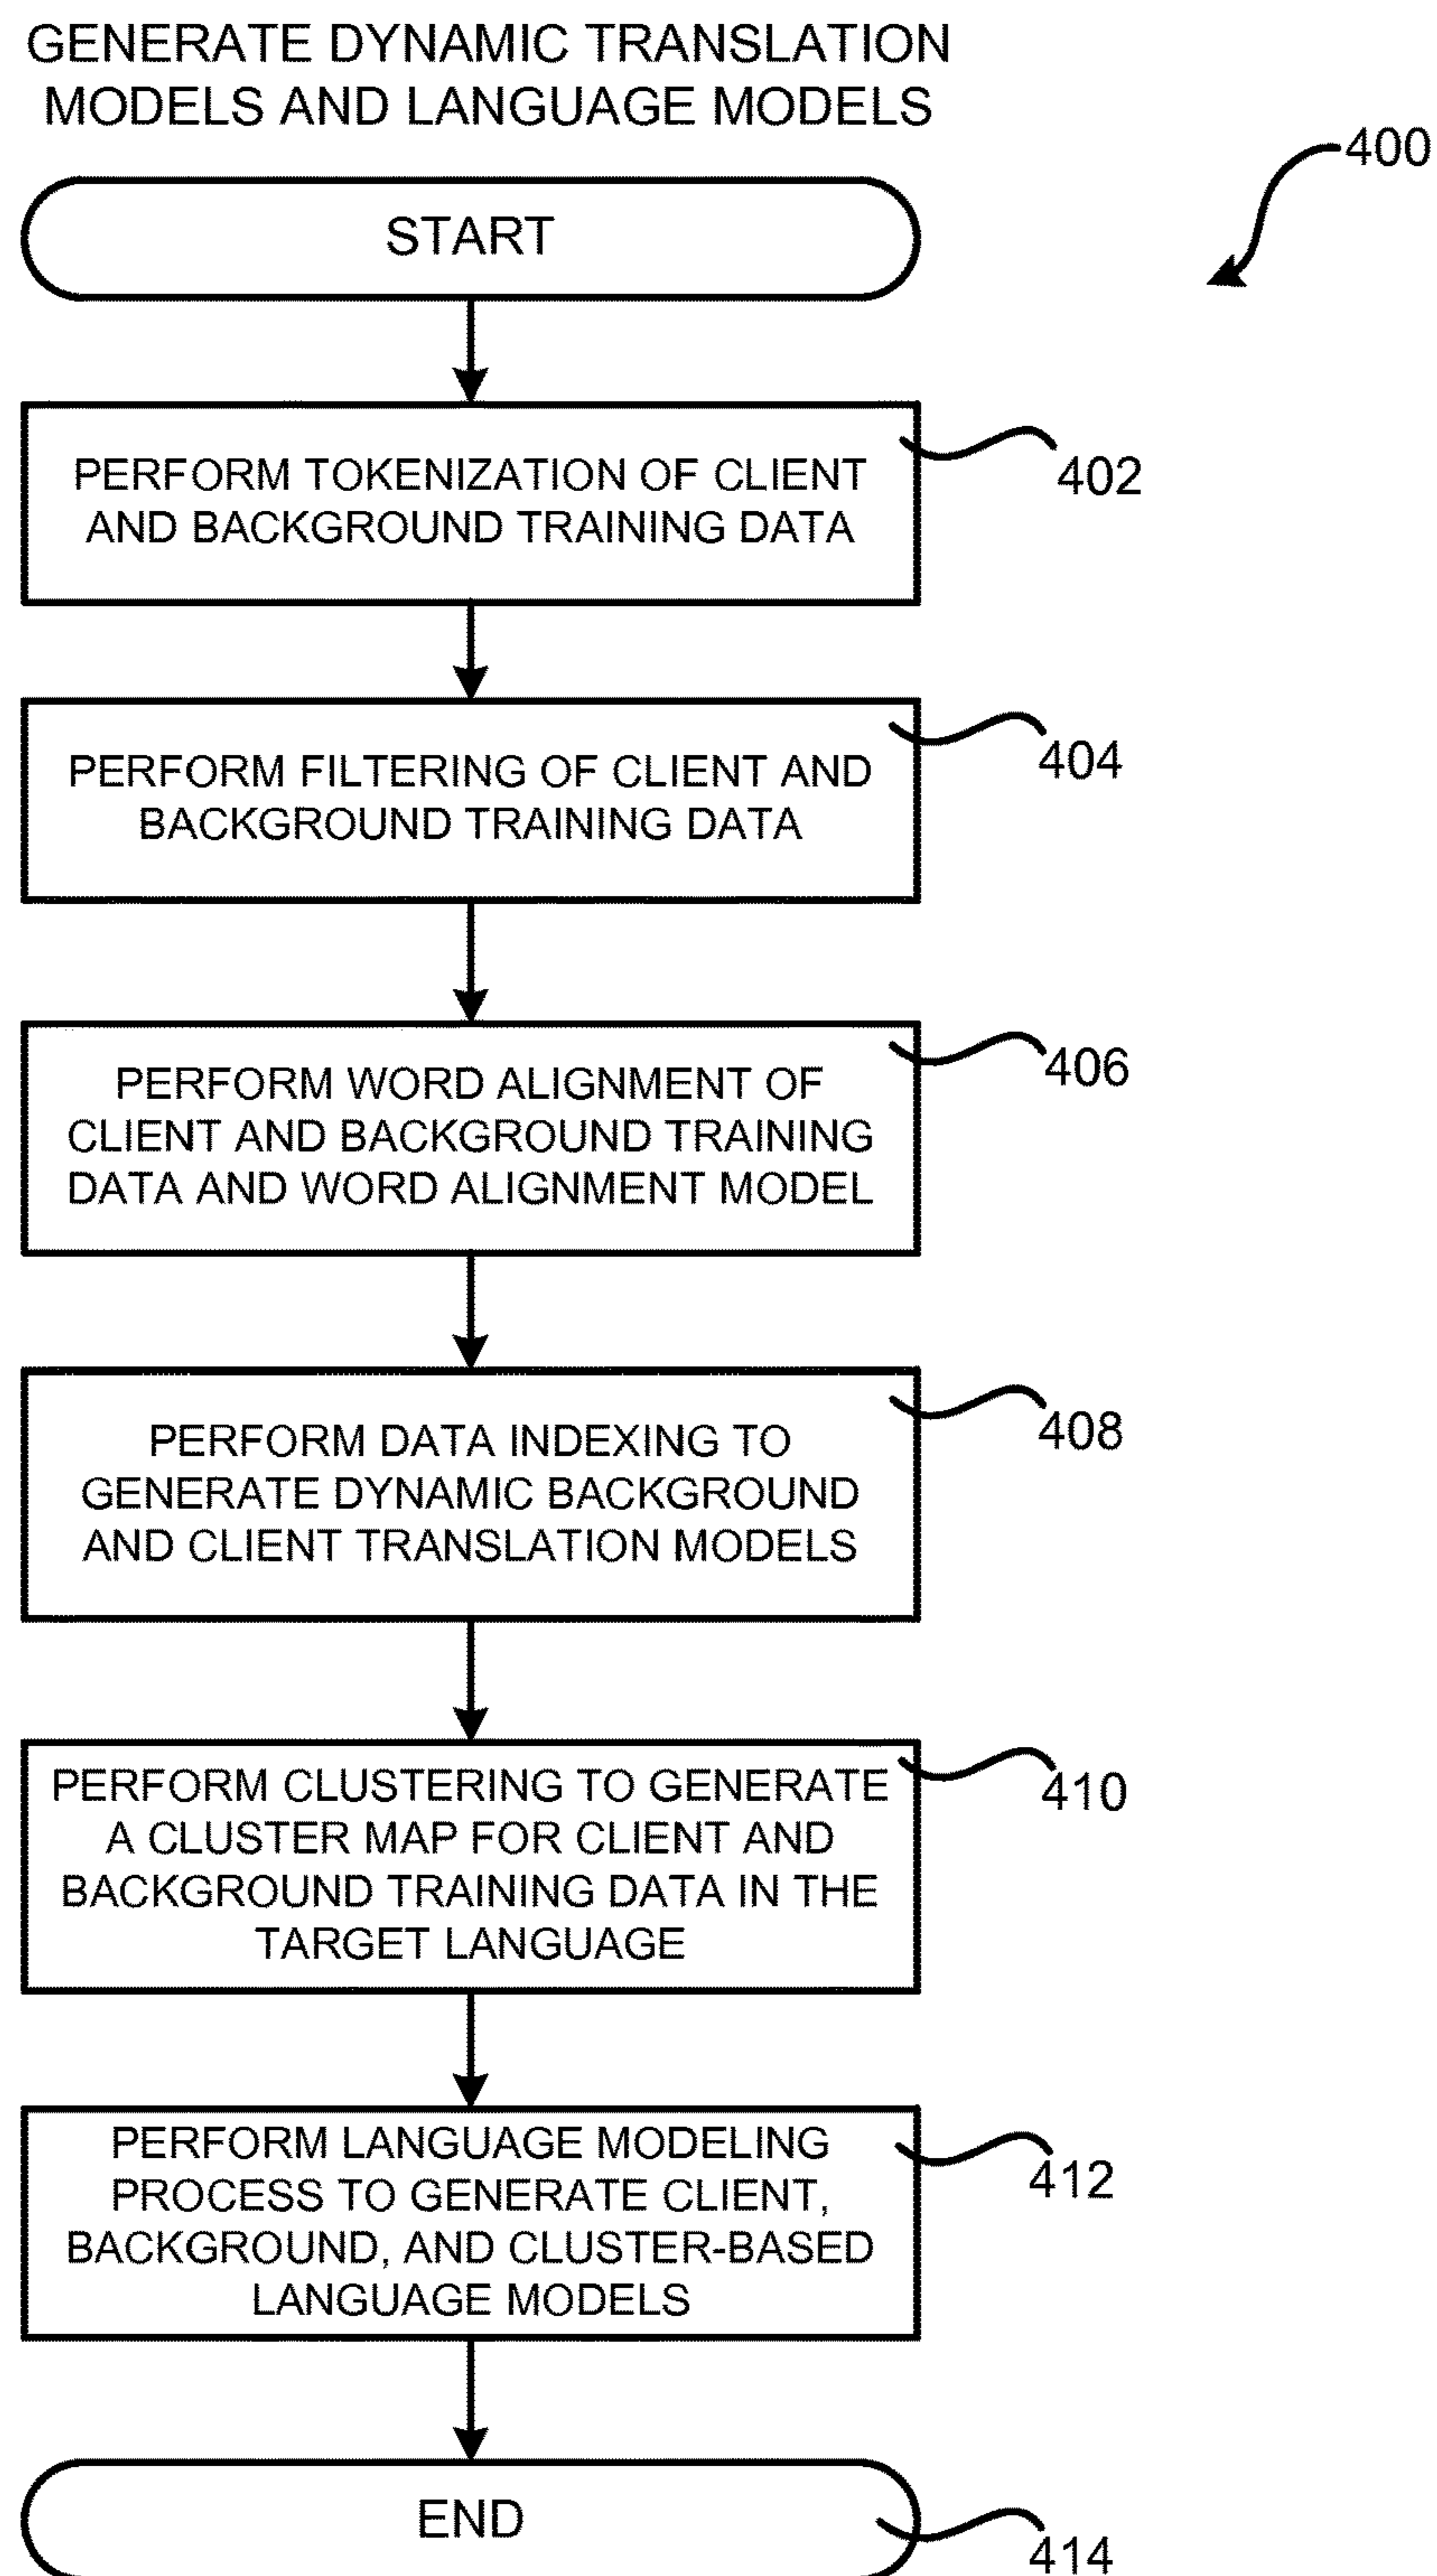 GENERATE DYNAMIC TRANSLATION
MODELS AND LANGUAGE MODELS
400
START
PERFORM TOKENIZATION OF CLIENT
AND BACKGROUND TRAINING DATA
402
PERFORM FILTERING OF CLIENT AND
BACKGROUND TRAINING DATA
404
PERFORM WORD ALIGNMENT OF
CLIENT AND BACKGROUND TRAINING
DATA AND WORD ALIGNMENT MODEL
406
PERFORM DATA INDEXING TO
GENERATE DYNAMIC BACKGROUND
AND CLIENT TRANSLATION MODELS
408
PERFORM CLUSTERING TO GENERATE
A CLUSTER MAP FOR CLIENT AND
BACKGROUND TRAINING DATA IN THE
TARGET LANGUAGE
410
PERFORM LANGUAGE MODELING
PROCESS TO GENERATE CLIENT,
BACKGROUND, AND CLUSTER-BASED
LANGUAGE MODELS
412
END
414